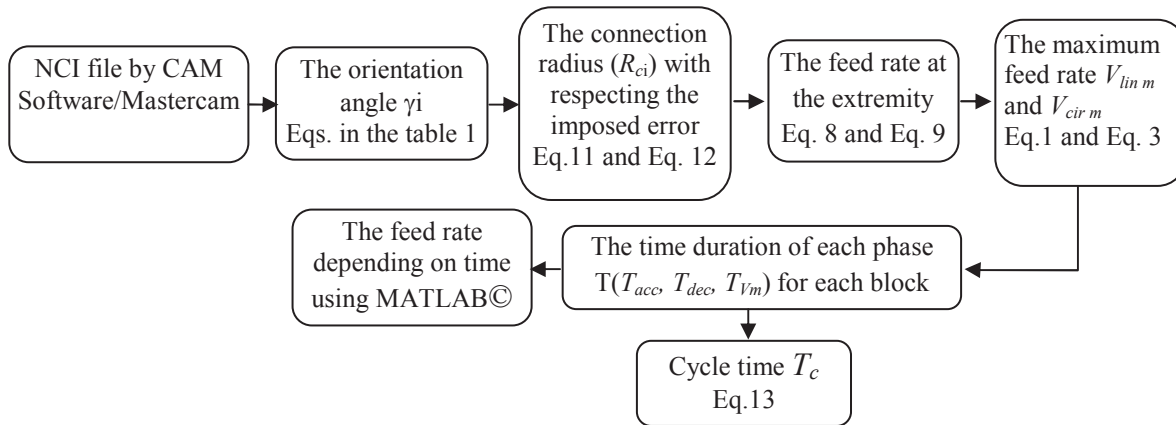 NCI file by CAM
Software/Mastercam
The orientation
angle γi
Eqs. in the table 1
The connection
radius (Rci) with
respecting the
imposed error
Eq.11 and Eq. 12
The feed rate at
the extremity
Eq. 8 and Eq. 9
The maximum
feed rate Vlin m
and Vcir m
Eq.1 and Eq. 3
The time duration of each phase
T(Tacc, Tdec, TVm) for each block
The feed rate
depending on time
using MATLAB©
Cycle time Tc
Eq.13